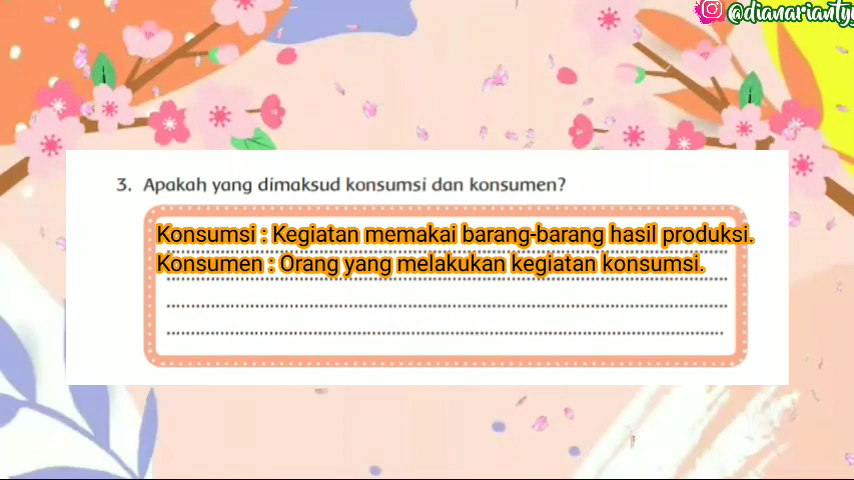 3. Apakah yang dimaksud konsumsi dan konsumen?
Konsumsi : Kegiatan memakai barang-barang hasil produksi.
Konsumen : Orang yang melakukan kegiatan konsumsi.